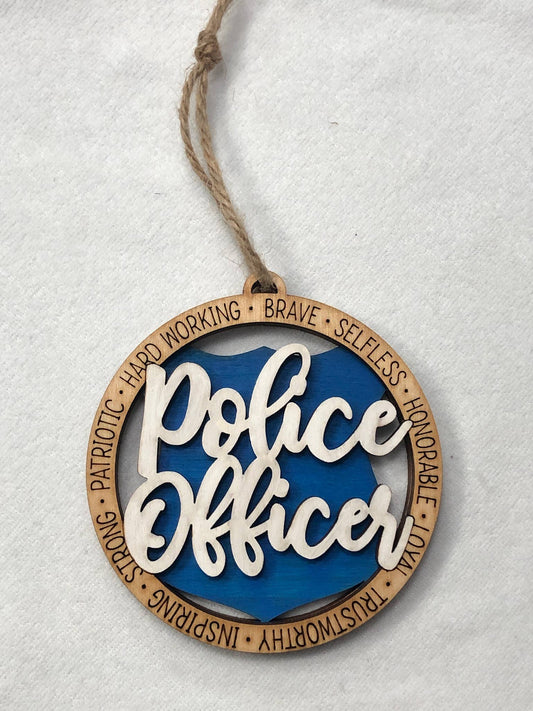 Police
Officer
HARD WORKING • BRAVE • SELFLESS • HONORABLE • LOYAL • TRUSTWORTHY • INSPIRING • STRONG • PATRIOTIC •